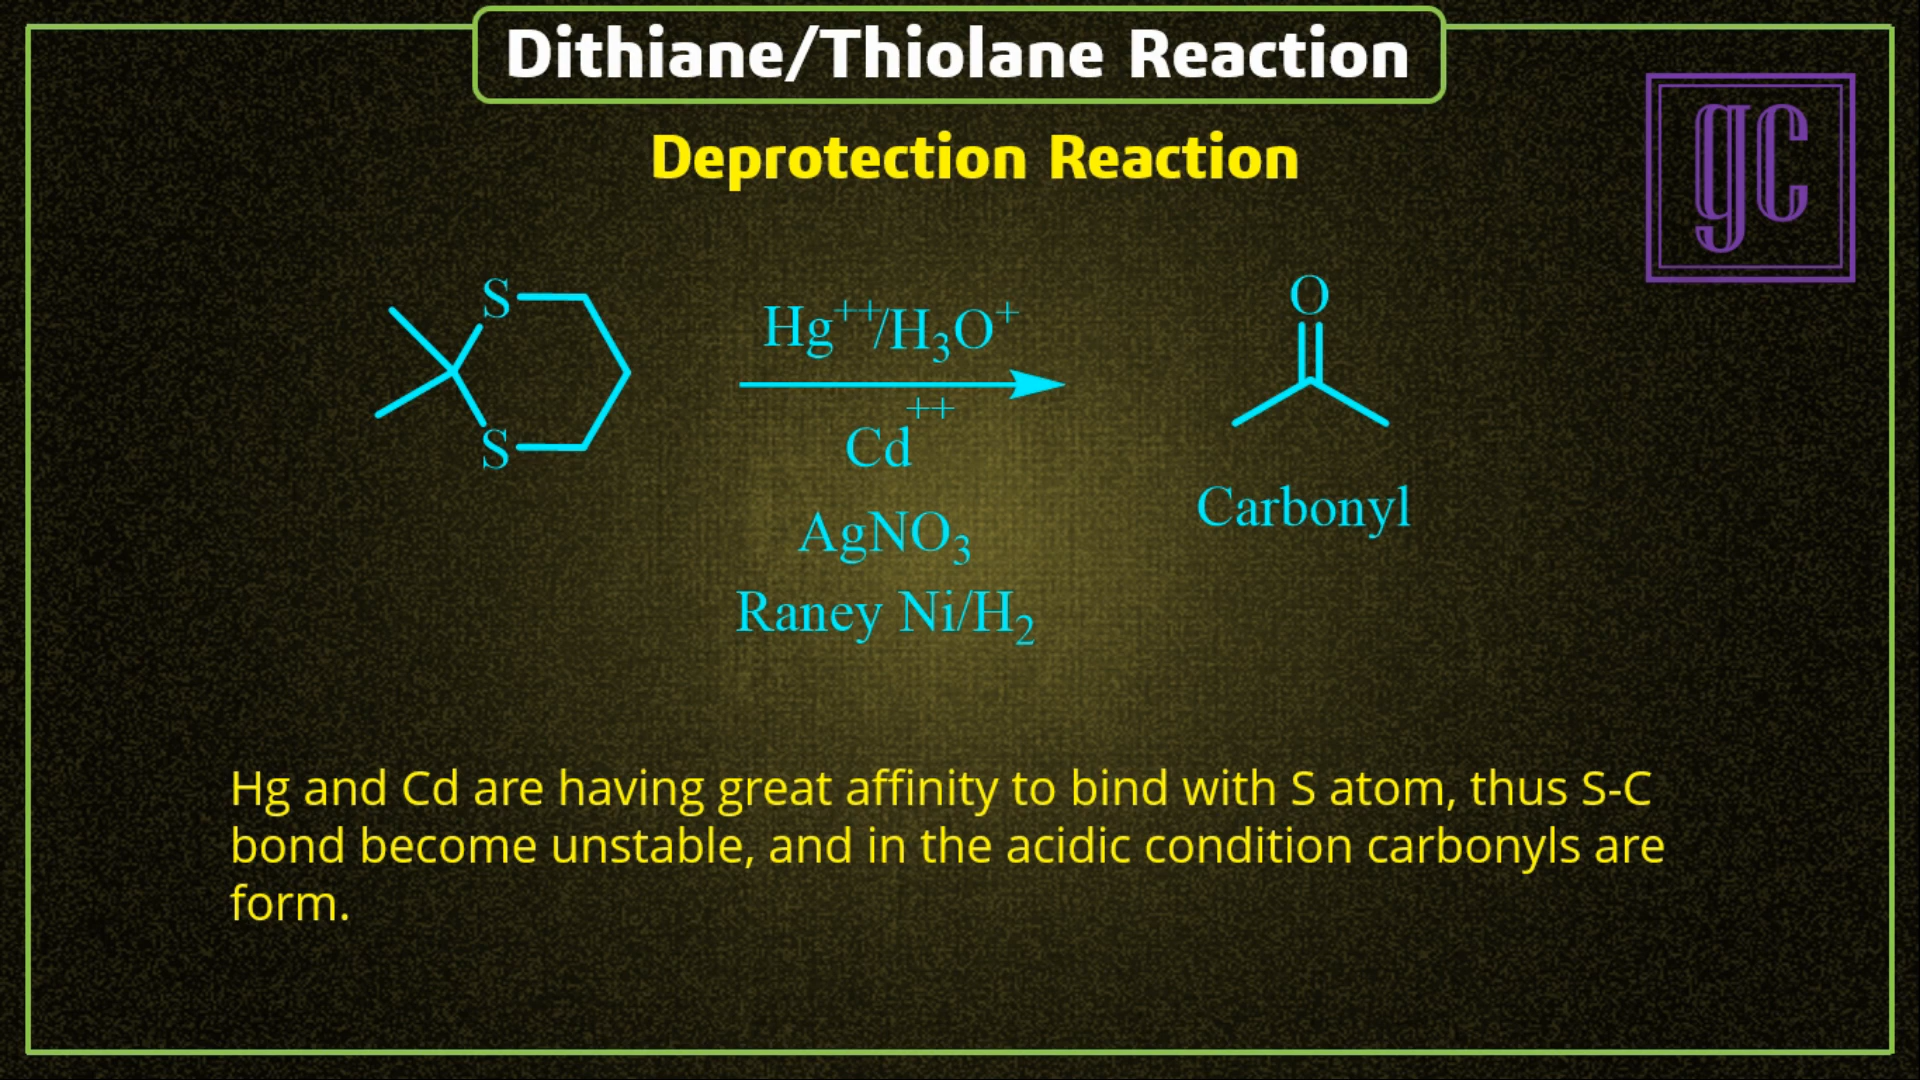 Dithiane/Thiolane Reaction
gc
Deprotection Reaction
S
S
Hg++/H3O+
Cd++
AgNO3
Raney Ni/H2
O
Carbonyl
Hg and Cd are having great affinity to bind with S atom, thus S-C
bond become unstable, and in the acidic condition carbonyls are
form.